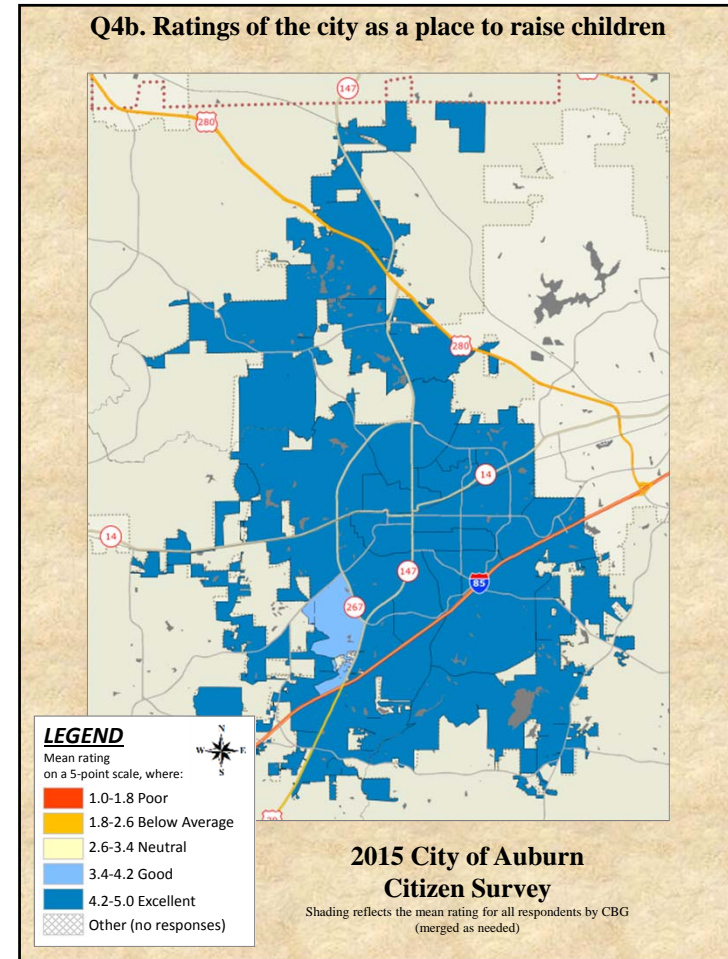 Q4b. Ratings of the city as a place to raise children
147
280
280
14
14
147
85
267
LEGEND
Mean rating
on a 5-point scale, where:
N
W E
S
1.0-1.8 Poor
1.8-2.6 Below Average
2.6-3.4 Neutral
3.4-4.2 Good
4.2-5.0 Excellent
Other (no responses)
2015 City of Auburn
Citizen Survey
Shading reflects the mean rating for all respondents by CBG
(merged as needed)